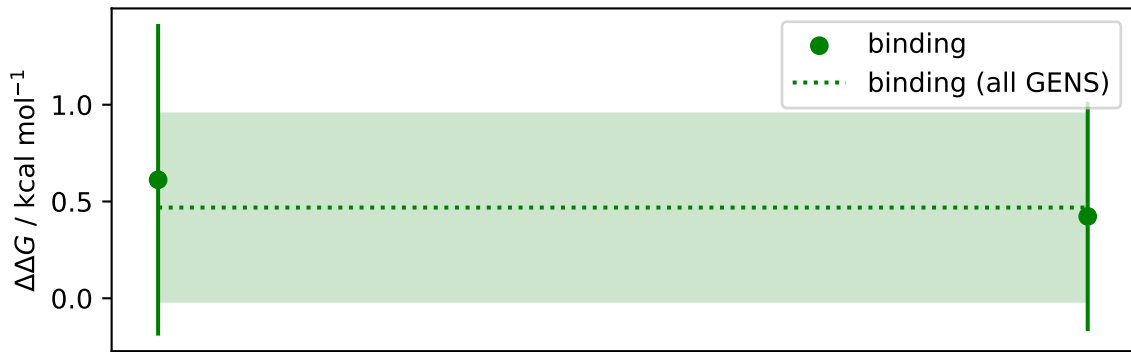 binding
binding (all GENS)
ΔΔG / kcal mol⁻¹
1.0
0.5
0.0